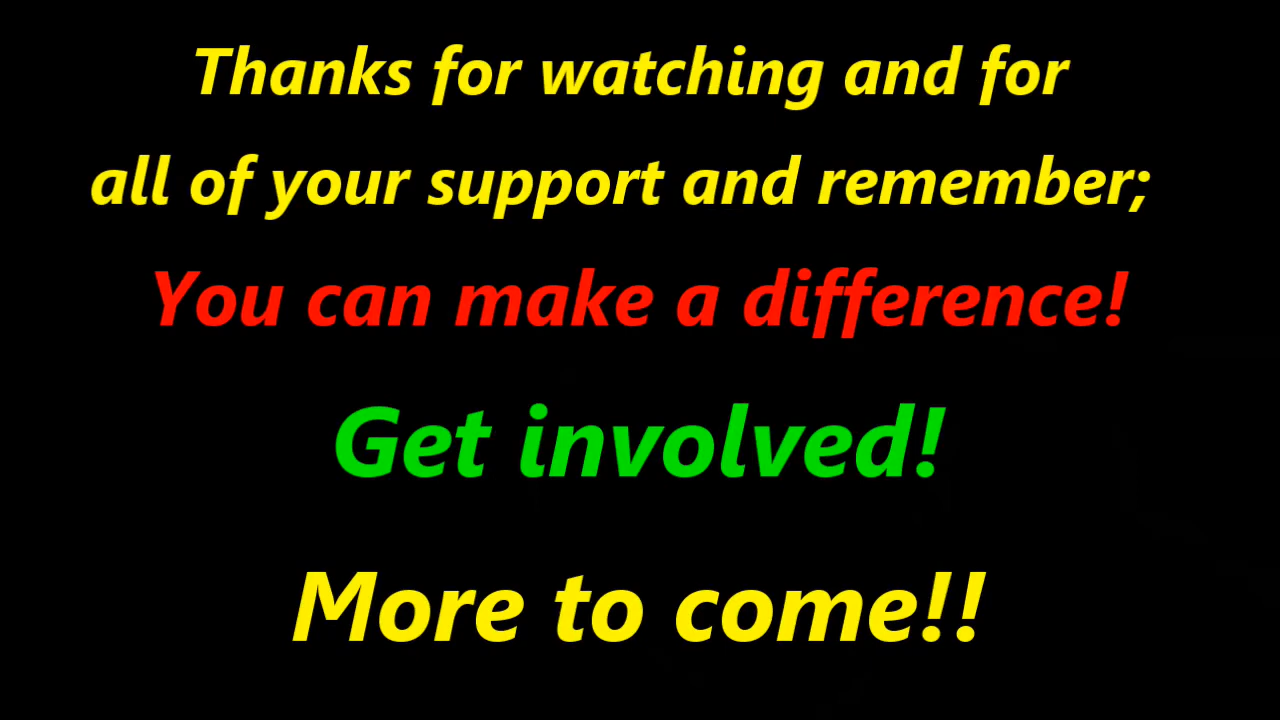 Thanks for watching and for
all of your support and remember;
You can make a difference!
Get involved!
More to come!!